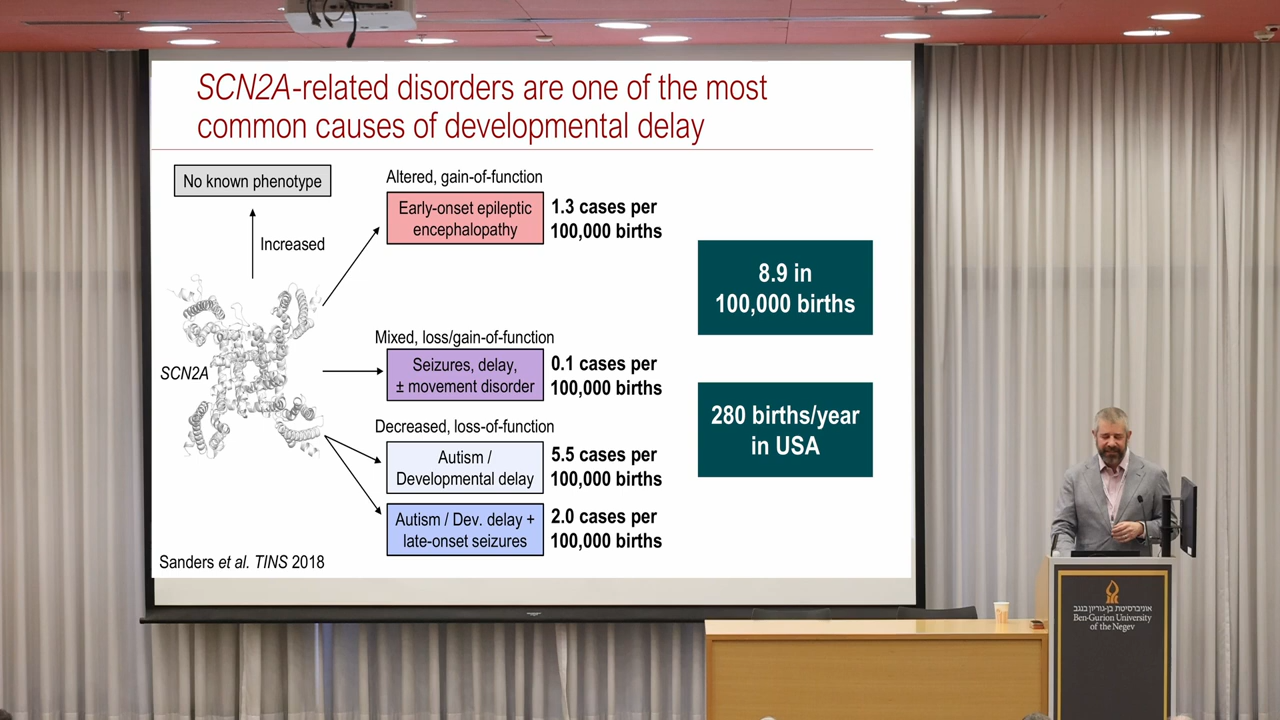 SCN2A-related disorders are one of the most
common causes of developmental delay
No known phenotype
Increased
SCN2A
Altered, gain-of-function
Early-onset epileptic
encephalopathy
1.3 cases per
100,000 births
Mixed, loss/gain-of-function
Seizures, delay,
± movement disorder
0.1 cases per
100,000 births
Decreased, loss-of-function
Autism /
Developmental delay
5.5 cases per
100,000 births
Autism / Dev. delay +
late-onset seizures
2.0 cases per
100,000 births
8.9 in
100,000 births
280 births/year
in USA
Sanders et al. TINS 2018
אוניברסיטת בן-גוריון בנגב
Ben-Gurion University
of the Negev